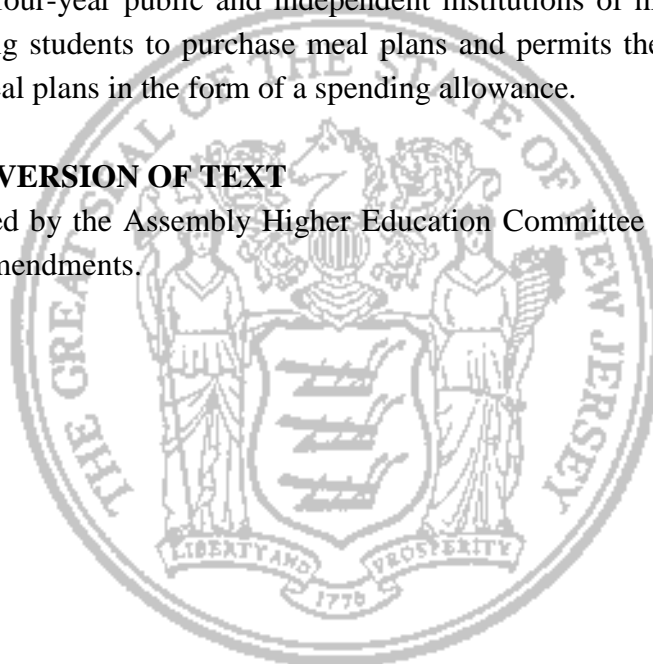 four-year public and independent institutions of
ng students to purchase meal plans and permits the
eal plans in the form of a spending allowance.
VERSION OF TEXT
ed by the Assembly Higher Education Committee
mendments.
THE GREAT SEAL OF THE STATE OF NEW JERSEY
LIBERTY AND PROSPERITY
1776